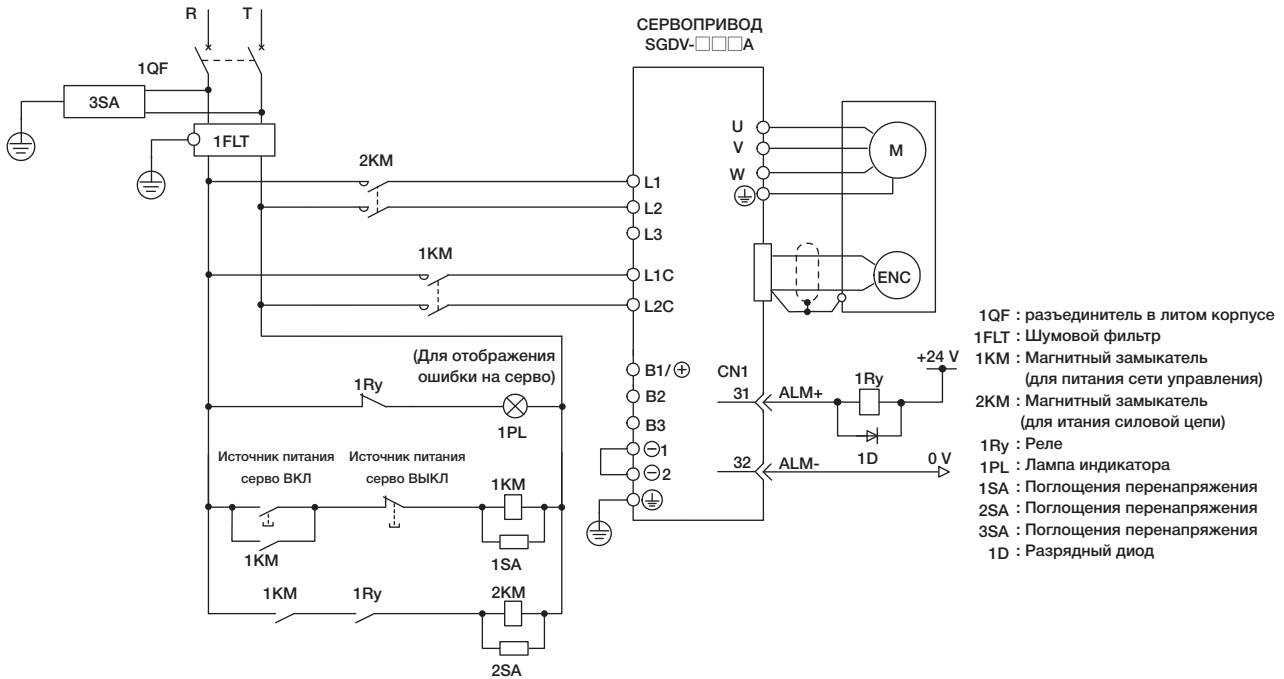 R T
СЕРВОПРИВОД
SGDV-□□□A
1QF
3SA
1FLT
2KM
L1
L2
L3
1KM
L1C
L2C
U
V
W
M
ENC
(Для отображения
ошибки на серво)
1Ry
1PL
B1/⊕
B2
B3
⊖1
⊖2
CN1
31 ALM+
32 ALM-
1Ry
1D
+24 V
0 V
Источник питания
серво ВКЛ
Источник питания
серво ВЫКЛ
1KM
1KM
1SA
1KM
1Ry
2KM
2SA
1QF : разъединитель в литом корпусе
1FLT : Шумовой фильтр
1KM : Магнитный замыкатель
(для питания сети управления)
2KM : Магнитный замыкатель
(для итания силовой цепи)
1Ry : Реле
1PL : Лампа индикатора
1SA : Поглощения перенапряжения
2SA : Поглощения перенапряжения
3SA : Поглощения перенапряжения
1D : Разрядный диод